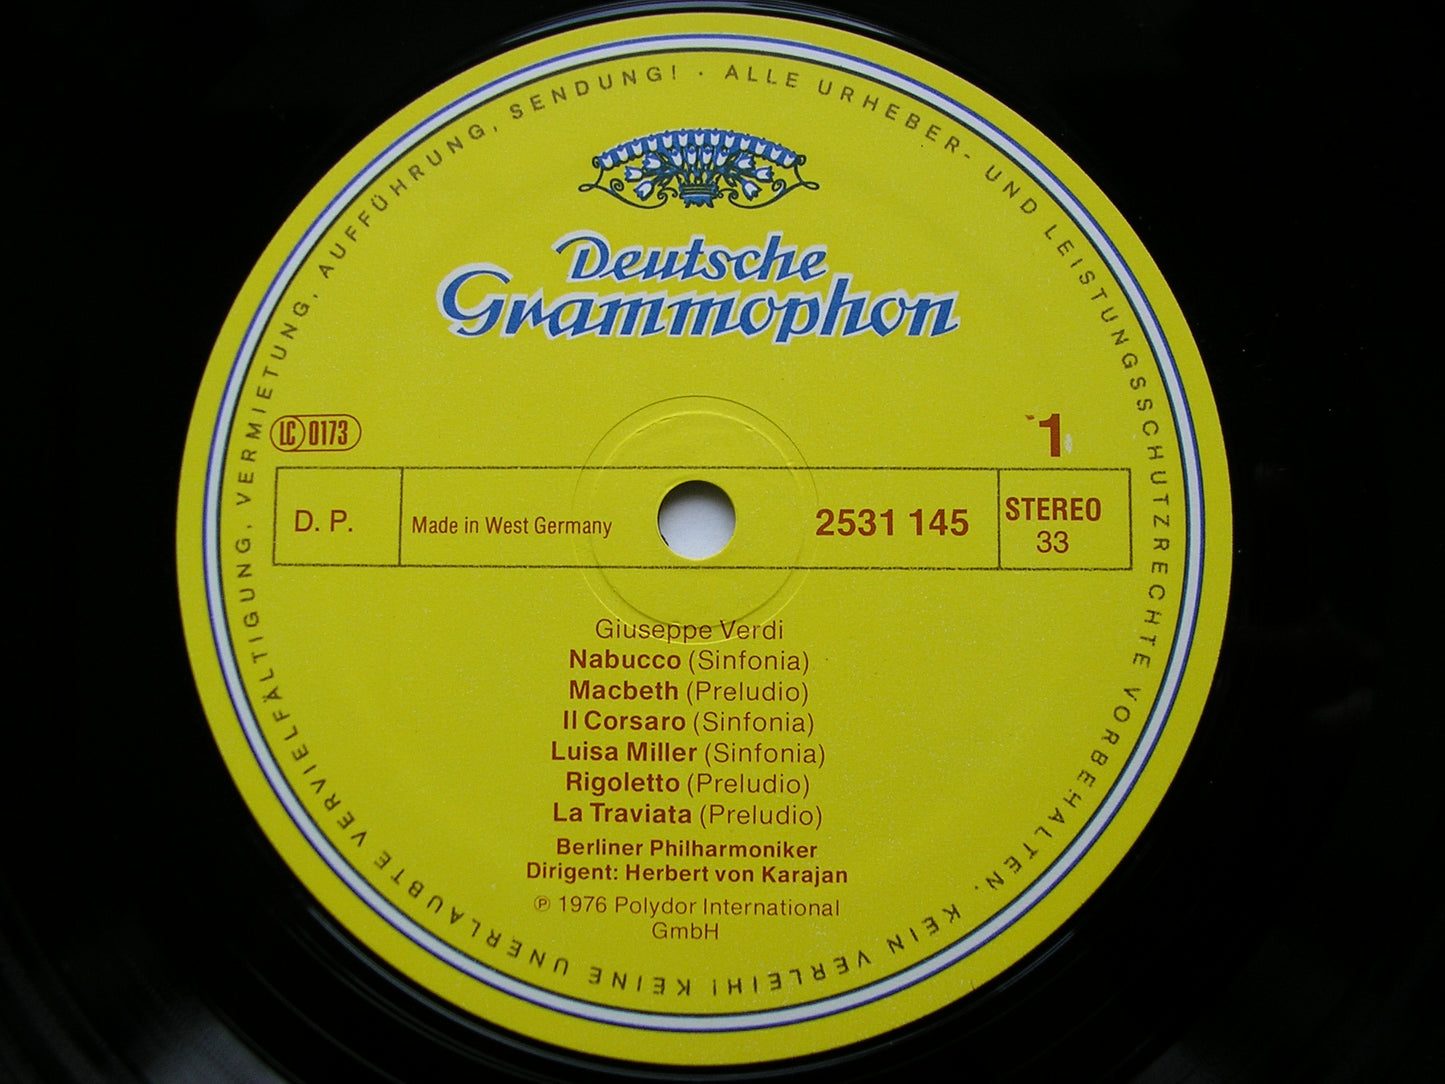 ALLE URHEBER- UND LEISTUNGSSCHUTZRECHTE VORBEHALTEN. KEIN VERLEIH! KEINE UNERLAUBTE VERVIELFÄLTIGUNG, VERMIETUNG, AUFFÜHRUNG, SENDUNG! ·
Deutsche
Grammophon
LC 0173
1
D. P.
Made in West Germany
2531 145
STEREO
33
Giuseppe Verdi
Nabucco (Sinfonia)
Macbeth (Preludio)
Il Corsaro (Sinfonia)
Luisa Miller (Sinfonia)
Rigoletto (Preludio)
La Traviata (Preludio)
Berliner Philharmoniker
Dirigent: Herbert von Karajan
℗ 1976 Polydor International
GmbH